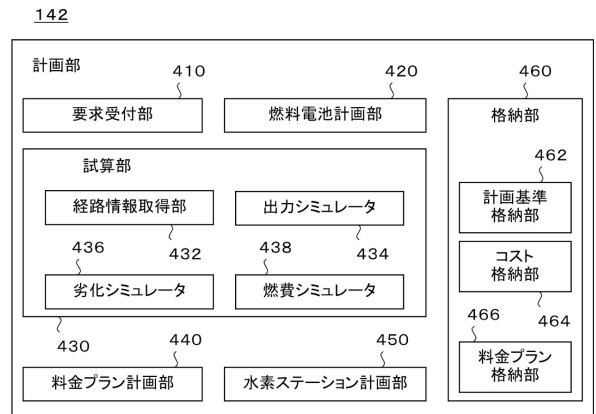 142
計画部
410
420
460
要求受付部
燃料電池計画部
格納部
試算部
462
経路情報取得部
出力シミュレータ
計画基準
格納部
436
432
438
434
劣化シミュレータ
燃費シミュレータ
コスト
格納部
430
440
450
466
464
料金プラン計画部
水素ステーション計画部
料金プラン
格納部